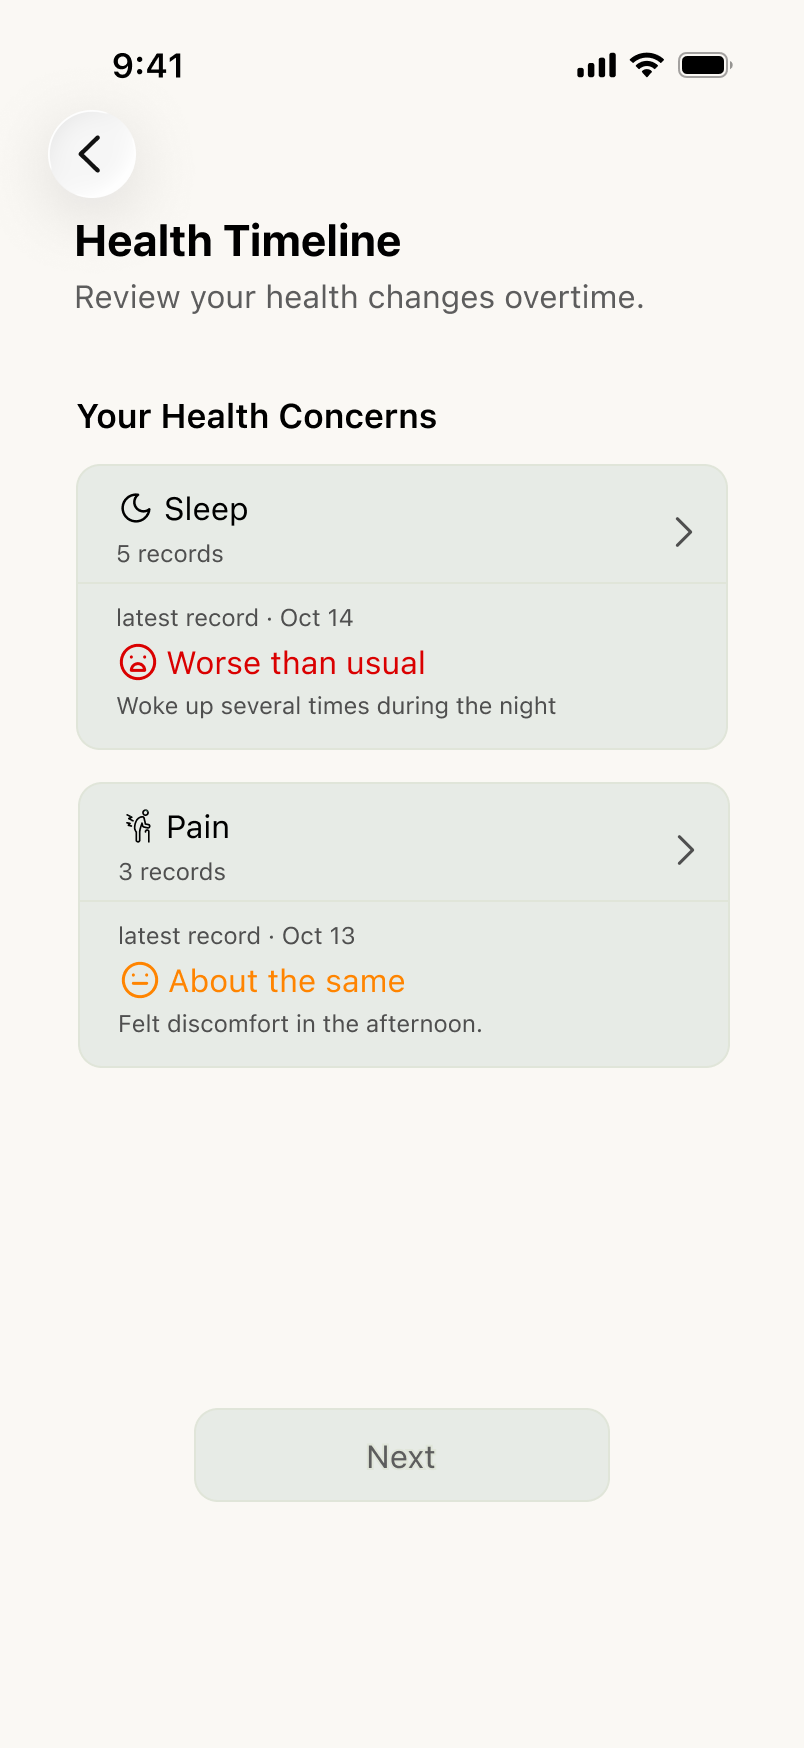 9:41
Health Timeline
Review your health changes overtime.
Your Health Concerns
Sleep
5 records
latest record · Oct 14
Worse than usual
Woke up several times during the night
Pain
3 records
latest record · Oct 13
About the same
Felt discomfort in the afternoon.
Next